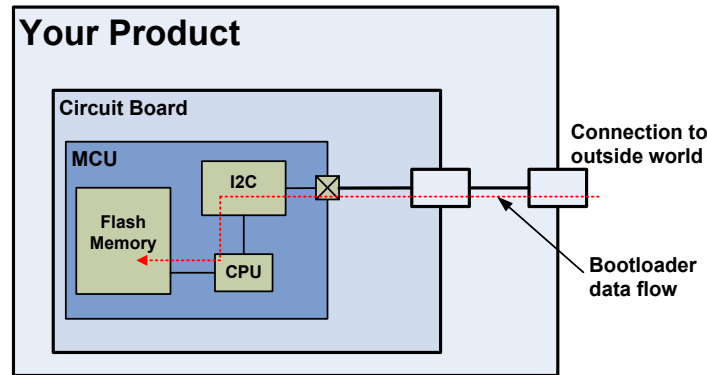 Your Product
Circuit Board
MCU
I2C
Flash
Memory
CPU
Connection to
outside world
Bootloader
data flow